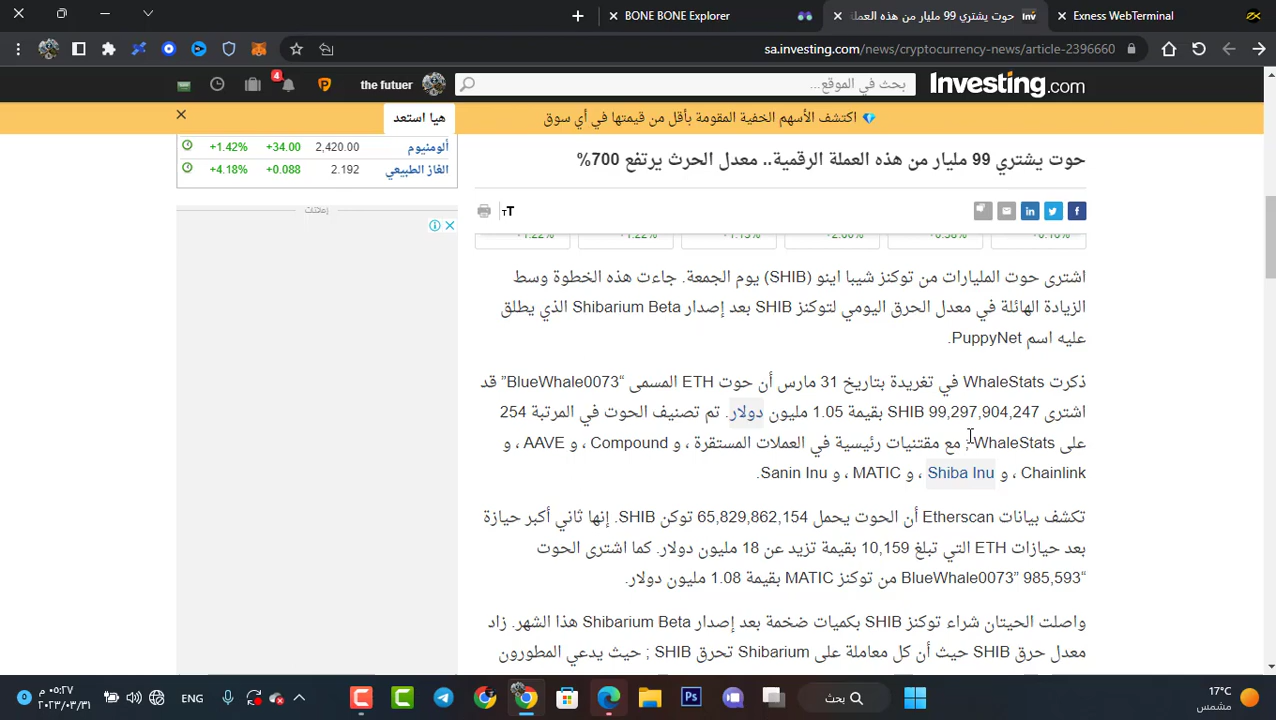 BONE BONE Explorer
حوت يشتري 99 مليار من هذه العملة
Exness WebTerminal
sa.investing.com/news/cryptocurrency-news/article-2396660
Investing.com
بحث في الموقع...
the futuer
4
💎 اكتشف الأسهم الخفية المقومة بأقل من قيمتها في أي سوق
هيا استعد
حوت يشتري 99 مليار من هذه العملة الرقمية.. معدل الحرث يرتفع 700%
ألومنيوم 2,420.00 +34.00 +1.42%
الغاز الطبيعي 2.192 +0.088 +4.18%
إعلانات
اشترى حوت المليارات من توكنز شيبا اينو (SHIB) يوم الجمعة. جاءت هذه الخطوة وسط
الزيادة الهائلة في معدل الحرق اليومي لتوكنز SHIB بعد إصدار Shibarium Beta الذي يطلق
عليه اسم PuppyNet.
ذكرت WhaleStats في تغريدة بتاريخ 31 مارس أن حوت ETH المسمى “BlueWhale0073” قد
اشترى 99,297,904,247 SHIB بقيمة 1.05 مليون دولار. تم تصنيف الحوت في المرتبة 254
على WhaleStats ; مع مقتنيات رئيسية في العملات المستقرة ، و Compound ، و AAVE ، و
Chainlink ، و Shiba Inu ، و MATIC ، و Sanin Inu.
تكشف بيانات Etherscan أن الحوت يحمل 65,829,862,154 توكن SHIB. إنها ثاني أكبر حيازة
بعد حيازات ETH التي تبلغ 10,159 بقيمة تزيد عن 18 مليون دولار. كما اشترى الحوت
“BlueWhale0073” 985,593 من توكنز MATIC بقيمة 1.08 مليون دولار.
واصلت الحيتان شراء توكنز SHIB بكميات ضخمة بعد إصدار Shibarium Beta هذا الشهر. زاد
معدل حرق SHIB حيث أن كل معاملة على Shibarium تحرق SHIB ; حيث يدعي المطورون
17°C
مشمس
بحث
ENG
٠٥:٢٧ م
٢٠٢٣/٠٣/٣١